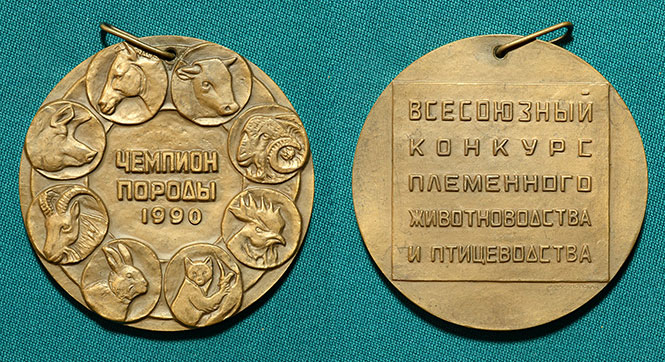 ЧЕМПИОН
ПОРОДЫ
1990
ВСЕСОЮЗНЫЙ
КОНКУРС
ПЛЕМЕННОГО
ЖИВОТНОВОДСТВА
И ПТИЦЕВОДСТВА